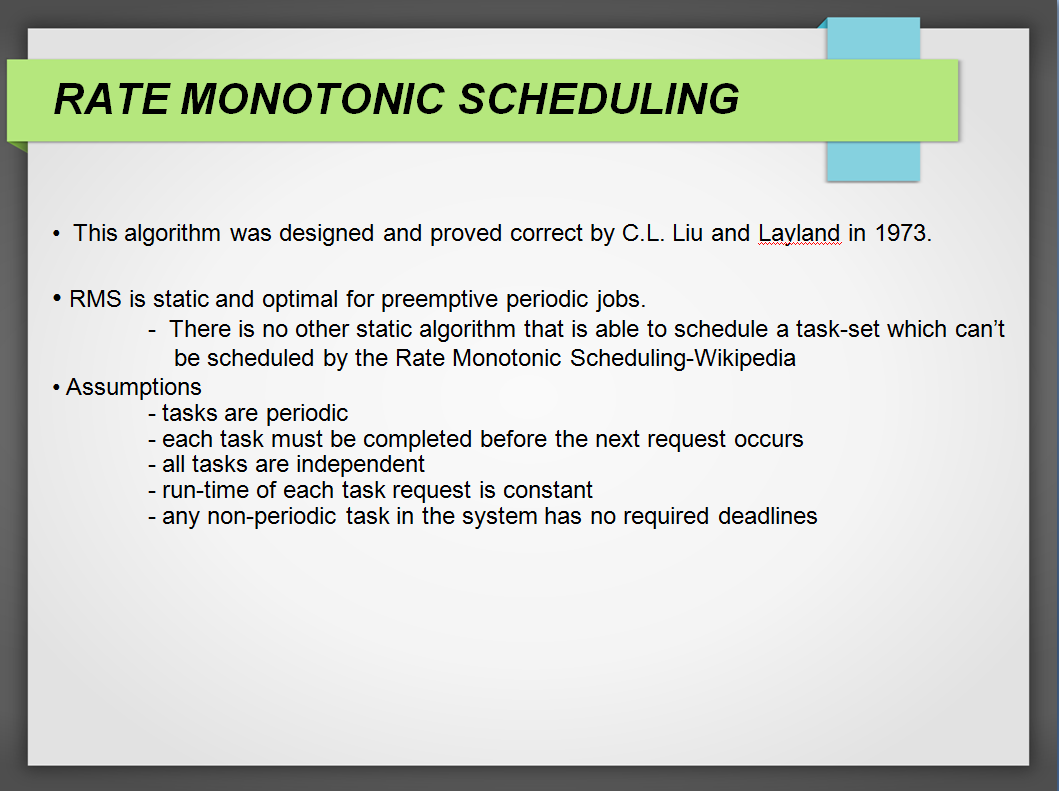 RATE MONOTONIC SCHEDULING
• This algorithm was designed and proved correct by C.L. Liu and Layland in 1973.
• RMS is static and optimal for preemptive periodic jobs.
- There is no other static algorithm that is able to schedule a task-set which can’t
be scheduled by the Rate Monotonic Scheduling-Wikipedia
• Assumptions
- tasks are periodic
- each task must be completed before the next request occurs
- all tasks are independent
- run-time of each task request is constant
- any non-periodic task in the system has no required deadlines